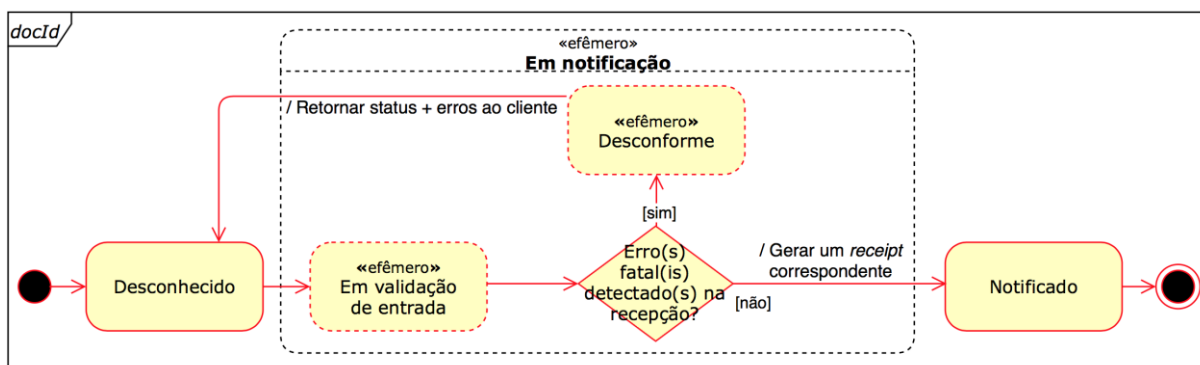 docId
«efêmero»
Em notificação
/ Retornar status + erros ao cliente
«efêmero»
Desconforme
[sim]
Desconhecido
«efêmero»
Em validação
de entrada
Erro(s)
fatal(is)
detectado(s) na
recepção?
/ Gerar um receipt
correspondente
[não]
Notificado